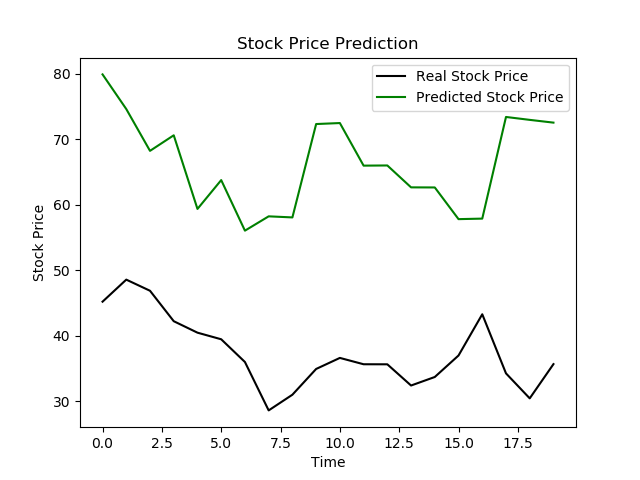 Stock Price Prediction
Real Stock Price
Predicted Stock Price
Stock Price
80
70
60
50
40
30
0.0 2.5 5.0 7.5 10.0 12.5 15.0 17.5
Time